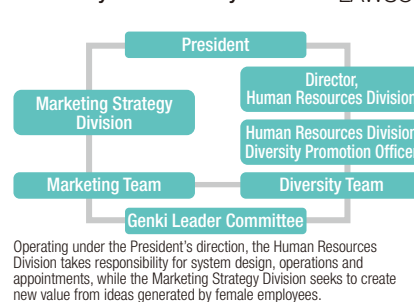 President
Director,
Human Resources Division
Marketing Strategy
Division
Human Resources Division
Diversity Promotion Officer
Marketing Team
Diversity Team
Genki Leader Committee
Operating under the President's direction, the Human Resources
Division takes responsibility for system design, operations and
appointments, while the Marketing Strategy Division seeks to create
new value from ideas generated by female employees.